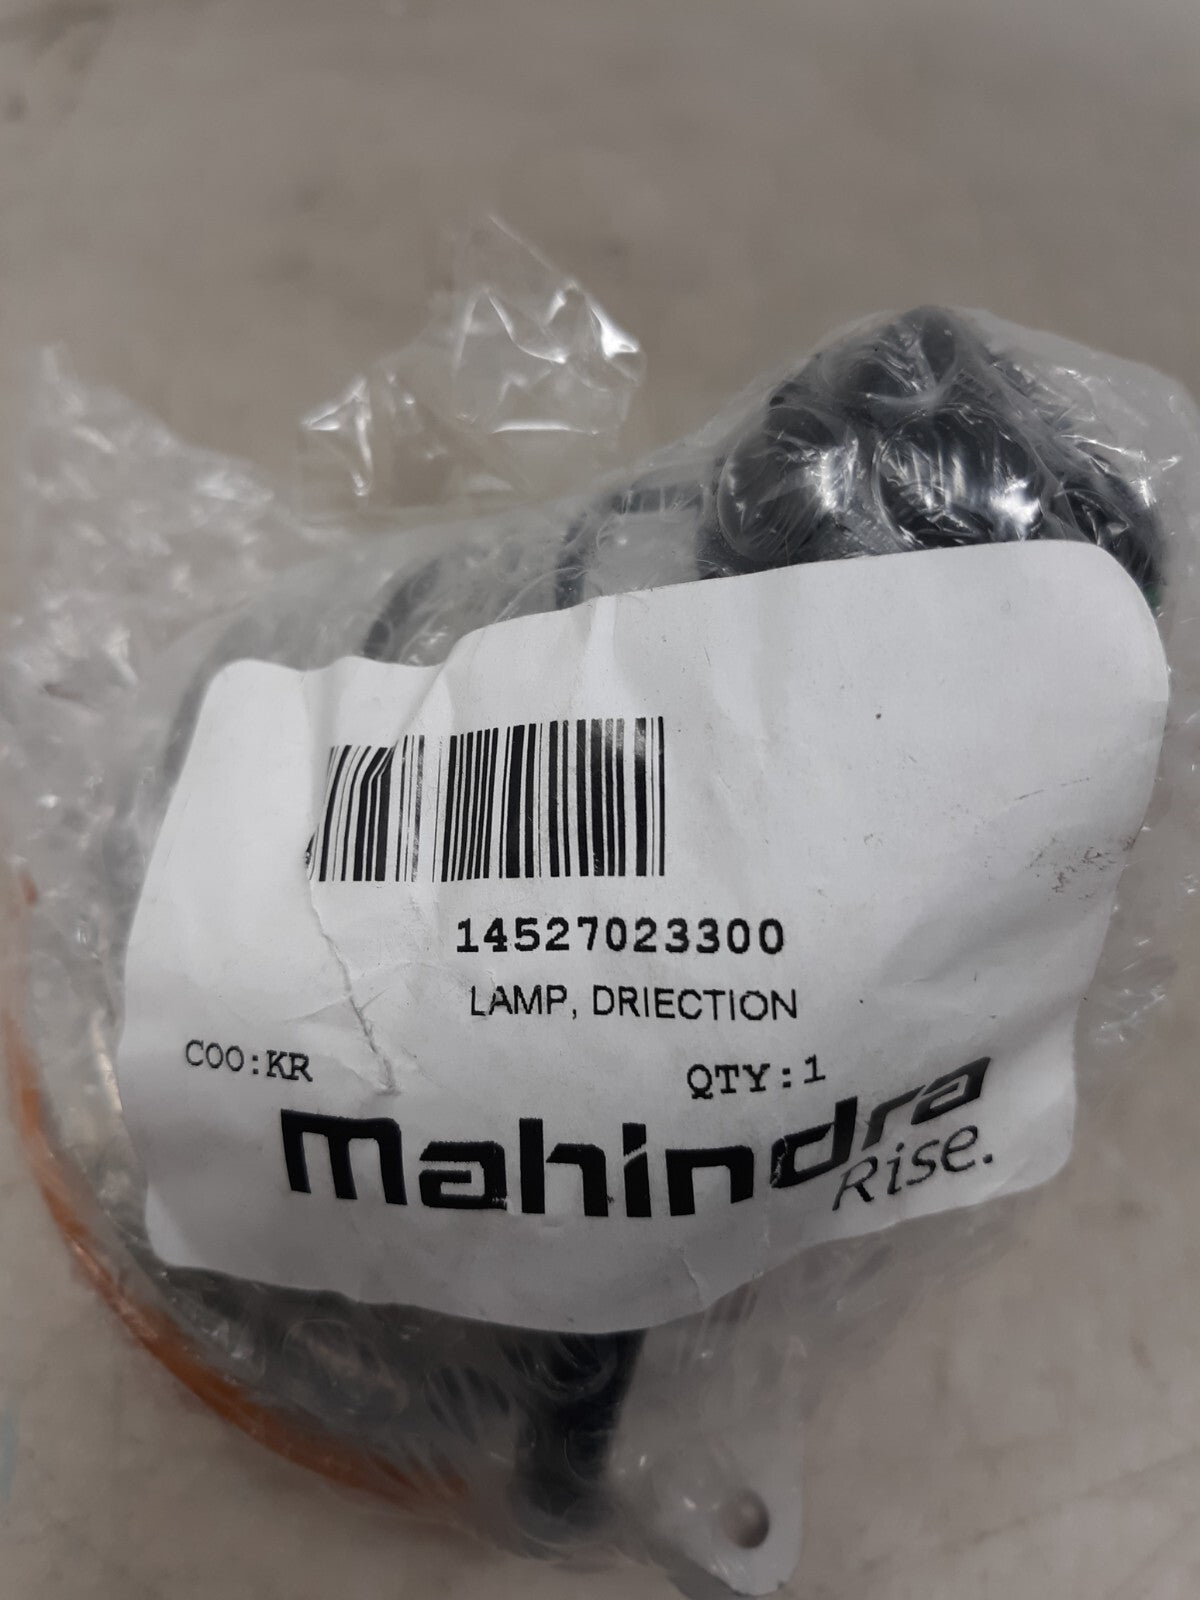 14527023300
LAMP, DRIECTION
COO:KR QTY:1
mahindra
Rise.